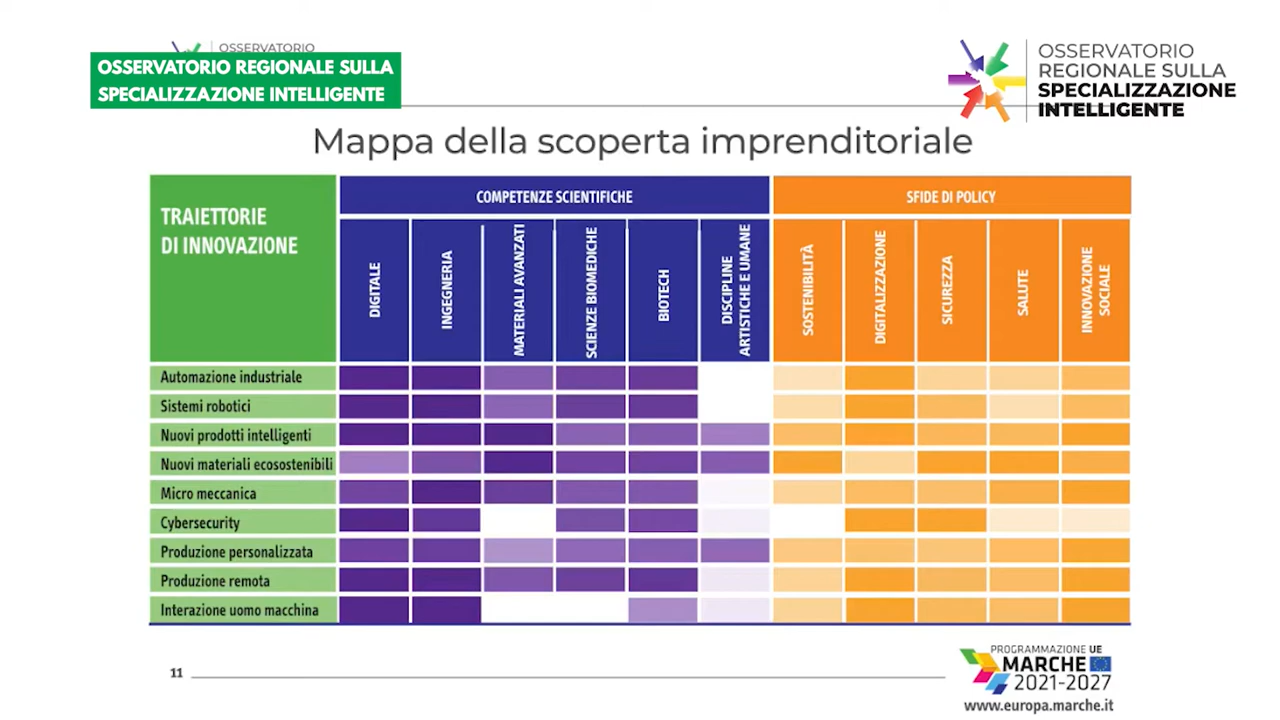 OSSERVATORIO
OSSERVATORIO REGIONALE SULLA
SPECIALIZZAZIONE INTELLIGENTE
OSSERVATORIO
REGIONALE SULLA
SPECIALIZZAZIONE
INTELLIGENTE
Mappa della scoperta imprenditoriale
TRAIETTORIE
DI INNOVAZIONE
COMPETENZE SCIENTIFICHE
SFIDE DI POLICY
DIGITALE
INGEGNERIA
MATERIALI AVANZATI
SCIENZE BIOMEDICHE
BIOTECH
DISCIPLINE
ARTISTICHE E UMANE
SOSTENIBILITÀ
DIGITALIZZAZIONE
SICUREZZA
SALUTE
INNOVAZIONE
SOCIALE
Automazione industriale
Sistemi robotici
Nuovi prodotti intelligenti
Nuovi materiali ecosostenibili
Micro meccanica
Cybersecurity
Produzione personalizzata
Produzione remota
Interazione uomo macchina
11
PROGRAMMAZIONE UE
MARCHE
2021-2027
www.europa.marche.it